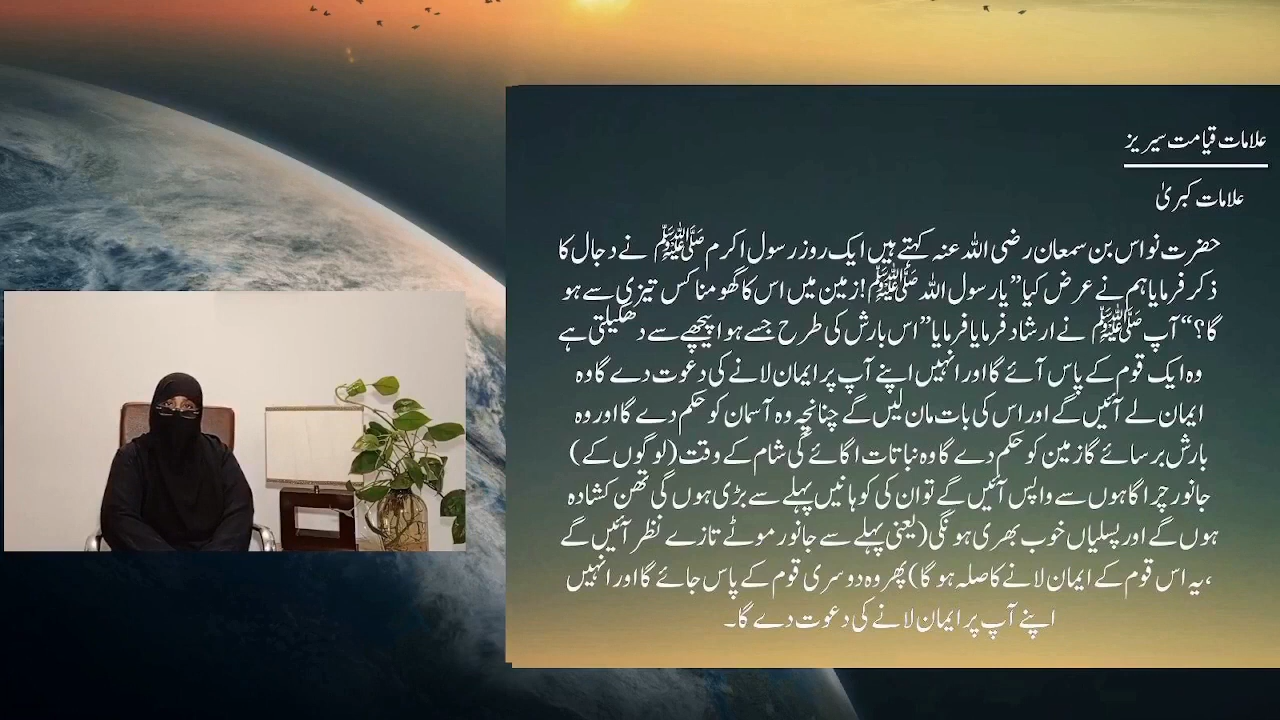 علامات قیامت سیریز
علامات کبریٰ
حضرت نواس بن سمعان رضی اللہ عنہ کہتے ہیں ایک روز رسول اکرم ﷺ نے دجال کا
ذکر فرمایا ہم نے عرض کیا ”یا رسول اللہ ﷺ! زمین میں اس کا گھومنا کس تیزی سے ہو
گا؟“ آپ ﷺ نے ارشاد فرمایا فرمایا ”اس بارش کی طرح جسے ہوا پیچھے سے دھکیلتی ہے
وہ ایک قوم کے پاس آئے گا اور انہیں اپنے آپ پر ایمان لانے کی دعوت دے گا وہ
ایمان لے آئیں گے اور اس کی بات مان لیں گے چنانچہ وہ آسمان کو حکم دے گا اور وہ
بارش برسائے گا زمین کو حکم دے گا وہ نباتات اگائے گی شام کے وقت (لوگوں کے)
جانور چراگاہوں سے واپس آئیں گے تو ان کی کوہانیں پہلے سے بڑی ہوں گی تھن کشادہ
ہوں گے اور پسلیاں خوب بھری ہونگی (یعنی پہلے سے جانور موٹے تازے نظر آئیں گے
،یہ اس قوم کے ایمان لانے کا صلہ ہو گا) پھر وہ دوسری قوم کے پاس جائے گا اور انہیں
اپنے آپ پر ایمان لانے کی دعوت دے گا۔